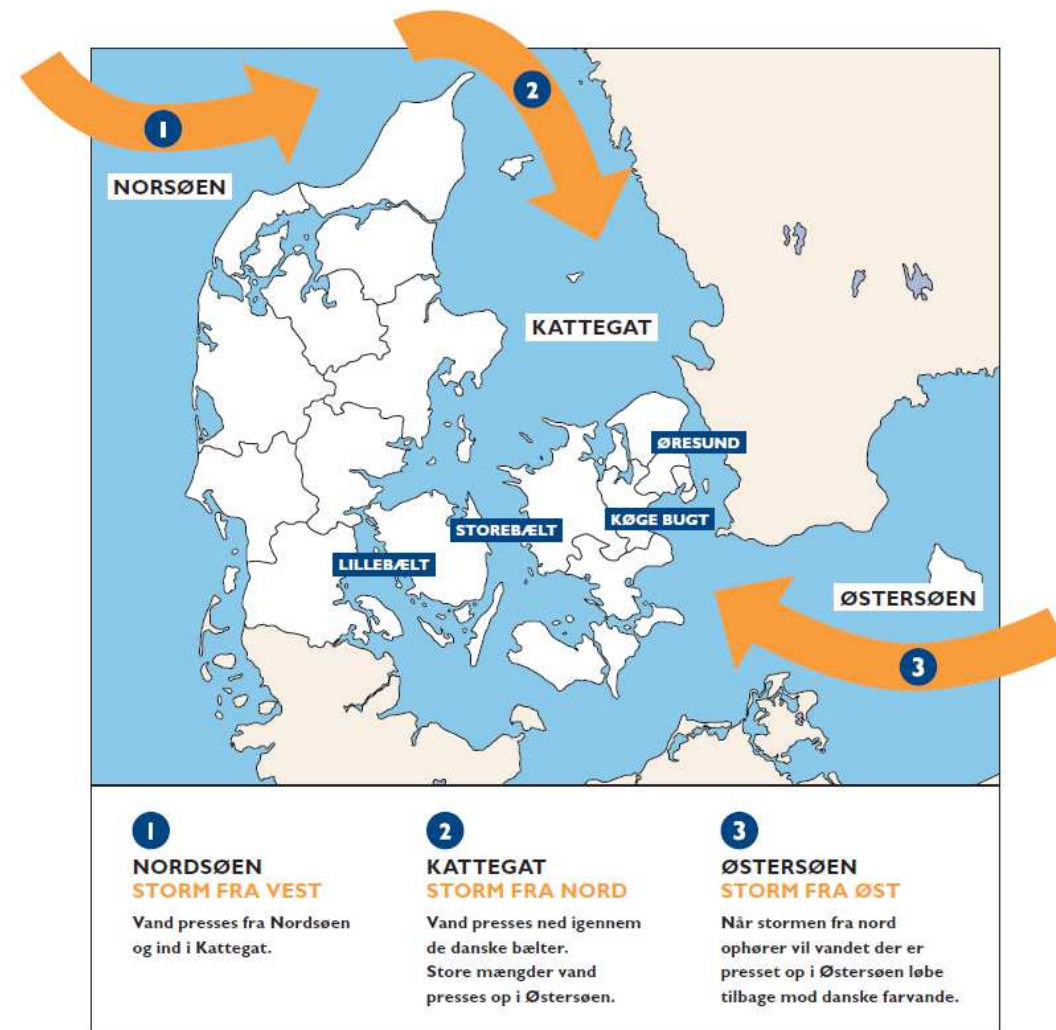 1
2
NORSØEN
KATTEGAT
ØRESUND
KØGE BUGT
STOREBÆLT
LILLEBÆLT
ØSTERSØEN
3
1
NORDSØEN
STORM FRA VEST
Vand presses fra Nordsøen
og ind i Kattegat.
2
KATTEGAT
STORM FRA NORD
Vand presses ned igennem
de danske bælter.
Store mængder vand
presses op i Østersøen.
3
ØSTERSØEN
STORM FRA ØST
Når stormen fra nord
ophører vil vandet der er
presset op i Østersøen løbe
tilbage mod danske farvande.